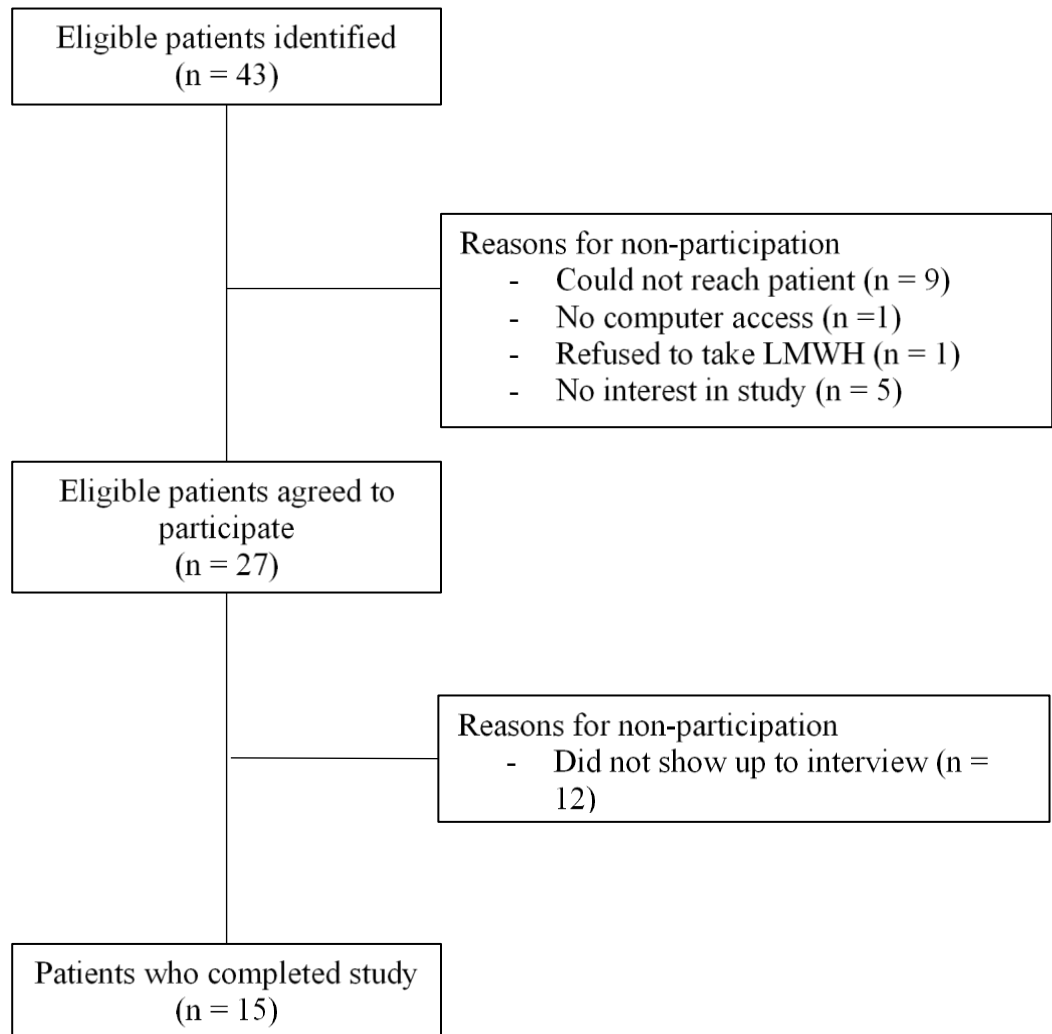 Eligible patients identified
(n = 43)
Reasons for non-participation
- Could not reach patient (n = 9)
- No computer access (n =1)
- Refused to take LMWH (n = 1)
- No interest in study (n = 5)
Eligible patients agreed to
participate
(n = 27)
Reasons for non-participation
- Did not show up to interview (n =
12)
Patients who completed study
(n = 15)